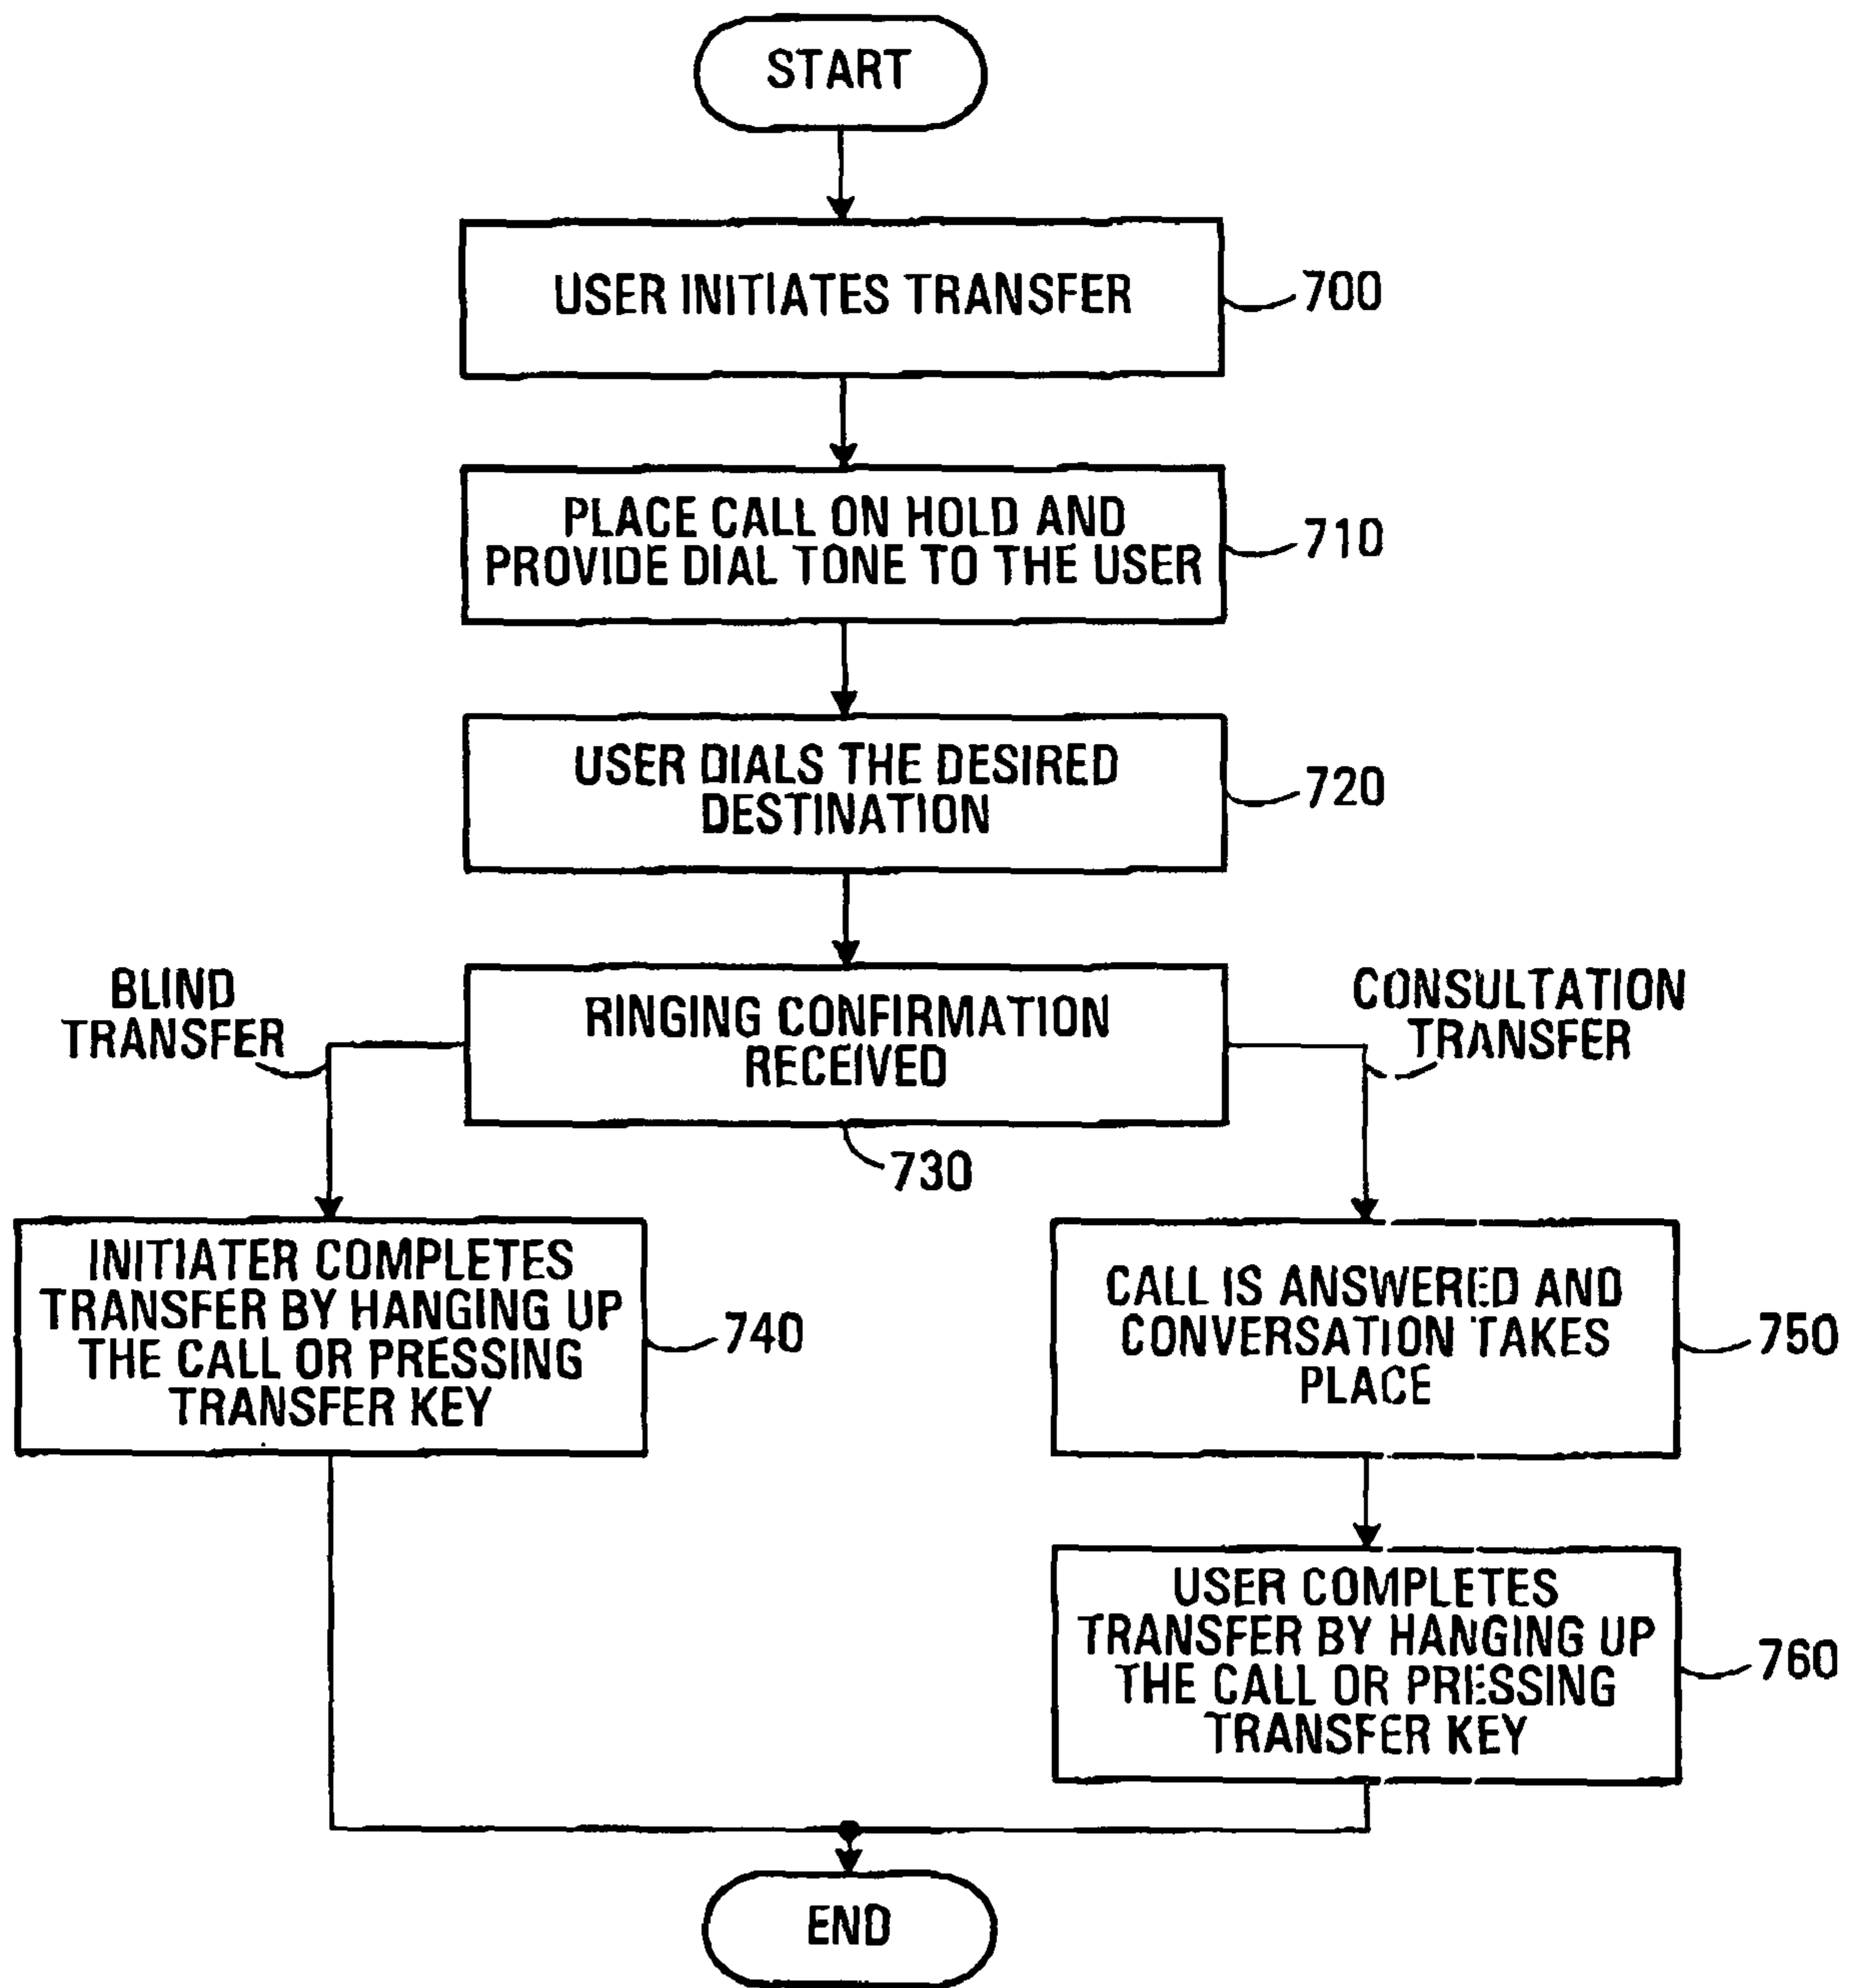 START
USER INITIATES TRANSFER
700
PLACE CALL ON HOLD AND
PROVIDE DIAL TONE TO THE USER
710
USER DIALS THE DESIRED
DESTINATION
720
BLIND
TRANSFER
RINGING CONFIRMATION
RECEIVED
730
CONSULTATION
TRANSFER
INITIATER COMPLETES
TRANSFER BY HANGING UP
THE CALL OR PRESSING
TRANSFER KEY
740
CALL IS ANSWERED AND
CONVERSATION TAKES
PLACE
750
USER COMPLETES
TRANSFER BY HANGING UP
THE CALL OR PRESSING
TRANSFER KEY
760
END